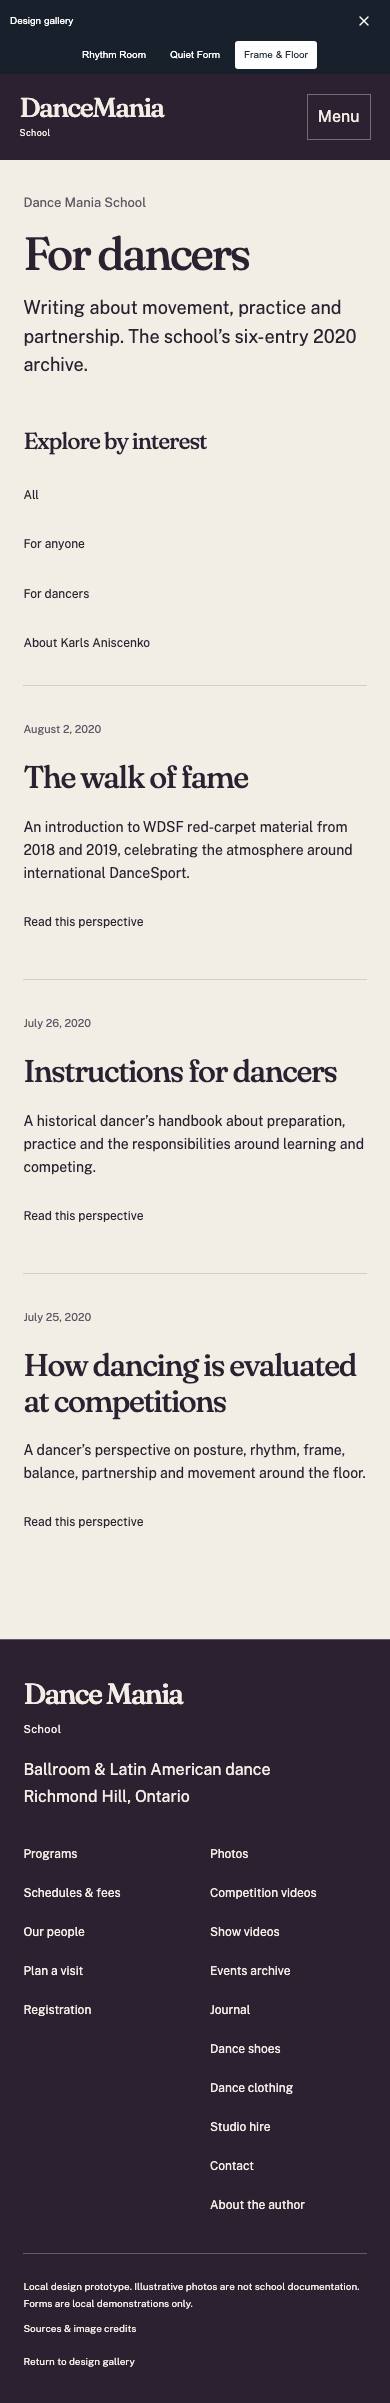 Design gallery
Rhythm Room Quiet Form Frame & Floor
DanceMania
School
Menu
Dance Mania School
For dancers
Writing about movement, practice and
partnership. The school’s six-entry 2020
archive.
Explore by interest
All
For anyone
For dancers
About Karls Aniscenko
August 2, 2020
The walk of fame
An introduction to WDSF red-carpet material from
2018 and 2019, celebrating the atmosphere around
international DanceSport.
Read this perspective
July 26, 2020
Instructions for dancers
A historical dancer’s handbook about preparation,
practice and the responsibilities around learning and
competing.
Read this perspective
July 25, 2020
How dancing is evaluated
at competitions
A dancer’s perspective on posture, rhythm, frame,
balance, partnership and movement around the floor.
Read this perspective
Dance Mania
School
Ballroom & Latin American dance
Richmond Hill, Ontario
Programs
Schedules & fees
Our people
Plan a visit
Registration
Photos
Competition videos
Show videos
Events archive
Journal
Dance shoes
Dance clothing
Studio hire
Contact
About the author
Local design prototype. Illustrative photos are not school documentation.
Forms are local demonstrations only.
Sources & image credits
Return to design gallery